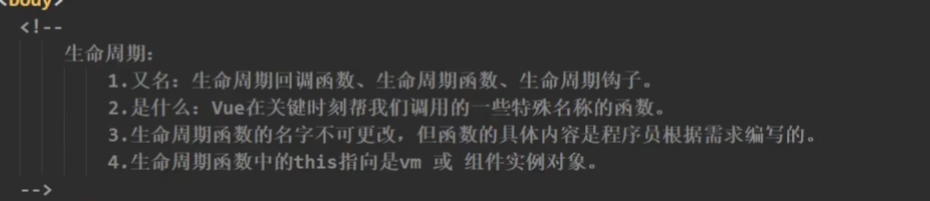 <body>
<!--
生命周期:
1.又名：生命周期回调函数、生命周期函数、生命周期钩子。
2.是什么：Vue在关键时刻帮我们调用的一些特殊名称的函数。
3.生命周期函数的名字不可更改，但函数的具体内容是程序员根据需求编写的。
4.生命周期函数中的this指向是vm 或 组件实例对象。
-->